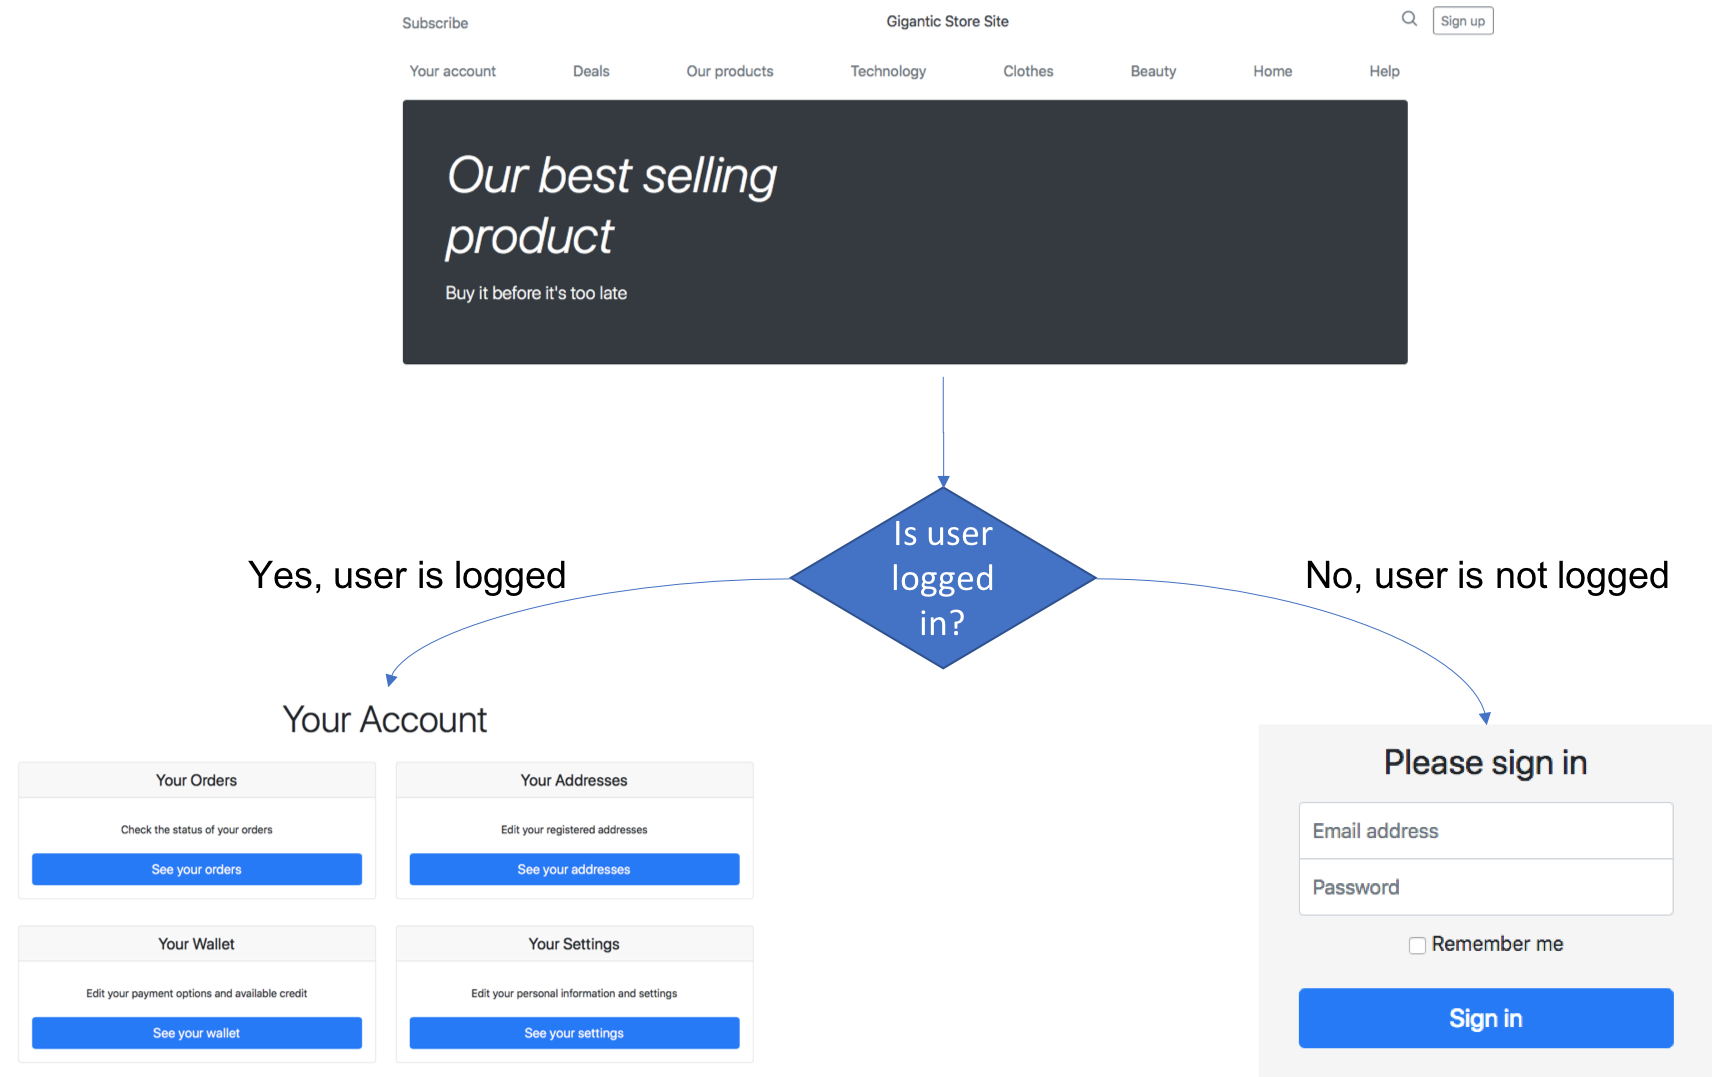 Subscribe
Gigantic Store Site
Sign up
Your account
Deals
Our products
Technology
Clothes
Beauty
Home
Help
Our best selling
product
Buy it before it's too late
Is user
logged
in?
Yes, user is logged
No, user is not logged
Your Account
Your Orders
Check the status of your orders
See your orders
Your Addresses
Edit your registered addresses
See your addresses
Your Wallet
Edit your payment options and available credit
See your wallet
Your Settings
Edit your personal information and settings
See your settings
Please sign in
Email address
Password
Remember me
Sign in